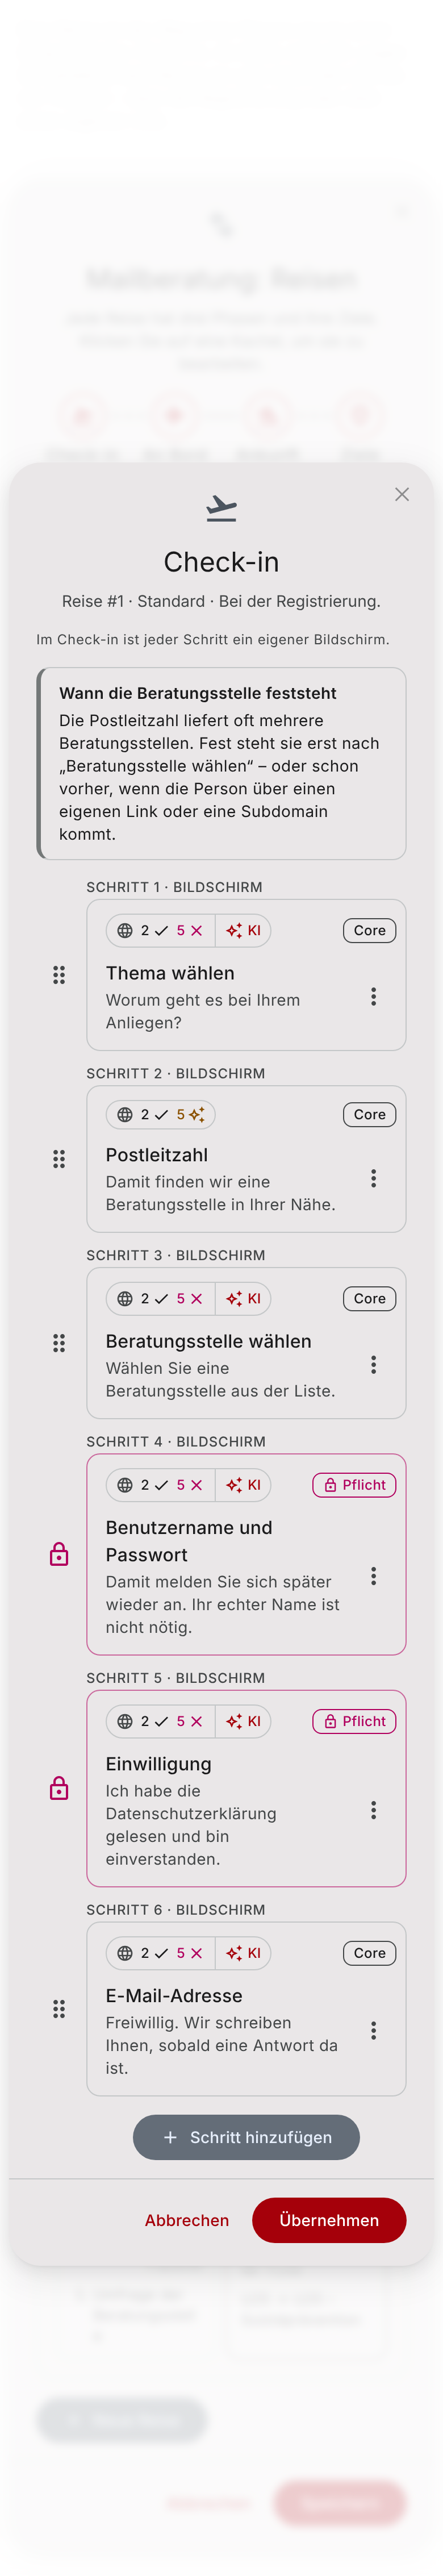 Mailberatung: Reisen
Check-in
Reise #1 · Standard · Bei der Registrierung.
Im Check-in ist jeder Schritt ein eigener Bildschirm.
Wann die Beratungsstelle feststeht
Die Postleitzahl liefert oft mehrere
Beratungsstellen. Fest steht sie erst nach
„Beratungsstelle wählen“ – oder schon
vorher, wenn die Person über einen
eigenen Link oder eine Subdomain
kommt.
SCHRITT 1 · BILDSCHIRM
2 5 KI Core
Thema wählen
Worum geht es bei Ihrem
Anliegen?
SCHRITT 2 · BILDSCHIRM
2 5 Core
Postleitzahl
Damit finden wir eine
Beratungsstelle in Ihrer Nähe.
SCHRITT 3 · BILDSCHIRM
2 5 KI Core
Beratungsstelle wählen
Wählen Sie eine
Beratungsstelle aus der Liste.
SCHRITT 4 · BILDSCHIRM
2 5 KI Pflicht
Benutzername und
Passwort
Damit melden Sie sich später
wieder an. Ihr echter Name ist
nicht nötig.
SCHRITT 5 · BILDSCHIRM
2 5 KI Pflicht
Einwilligung
Ich habe die
Datenschutzerklärung
gelesen und bin
einverstanden.
SCHRITT 6 · BILDSCHIRM
2 5 KI Core
E-Mail-Adresse
Freiwillig. Wir schreiben
Ihnen, sobald eine Antwort da
ist.
Schritt hinzufügen
Abbrechen Übernehmen